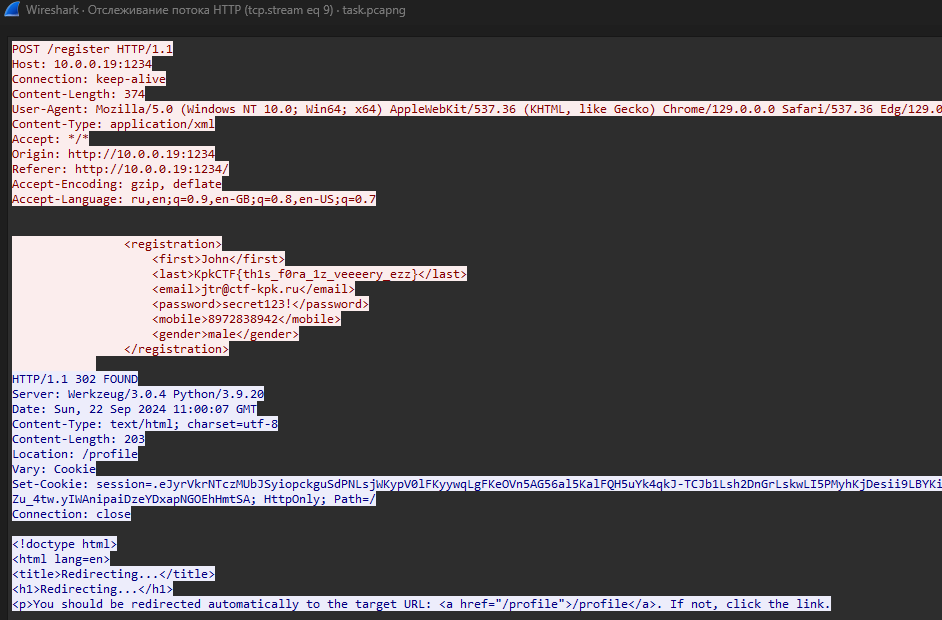 Wireshark · Отслеживание потока HTTP (tcp.stream eq 9) · task.pcapng
POST /register HTTP/1.1
Host: 10.0.0.19:1234
Connection: keep-alive
Content-Length: 374
User-Agent: Mozilla/5.0 (Windows NT 10.0; Win64; x64) AppleWebKit/537.36 (KHTML, like Gecko) Chrome/129.0.0.0 Safari/537.36 Edg/129.0
Content-Type: application/xml
Accept: */*
Origin: http://10.0.0.19:1234
Referer: http://10.0.0.19:1234/
Accept-Encoding: gzip, deflate
Accept-Language: ru,en;q=0.9,en-GB;q=0.8,en-US;q=0.7
<registration>
<first>John</first>
<last>KpkCTF{th1s_f0ra_1z_veeeery_ezz}</last>
<email>jtr@ctf-kpk.ru</email>
<password>secret123!</password>
<mobile>8972838942</mobile>
<gender>male</gender>
</registration>
HTTP/1.1 302 FOUND
Server: Werkzeug/3.0.4 Python/3.9.20
Date: Sun, 22 Sep 2024 11:00:07 GMT
Content-Type: text/html; charset=utf-8
Content-Length: 203
Location: /profile
Vary: Cookie
Set-Cookie: session=.eJyrVkrNTczMUbJSyiopckguSdPNLsjWKypV0lFKyywqLgFKeOVn5AG56al5KalFQH5uYk4qkJ-TCJb1Lsh2DnGrLskwLI5PMyhKjDesii9LBYKi
Zu_4tw.yIWAnipaiDzeYDxapNGOEhHmtSA; HttpOnly; Path=/
Connection: close
<!doctype html>
<html lang=en>
<title>Redirecting...</title>
<h1>Redirecting...</h1>
<p>You should be redirected automatically to the target URL: <a href="/profile">/profile</a>. If not, click the link.